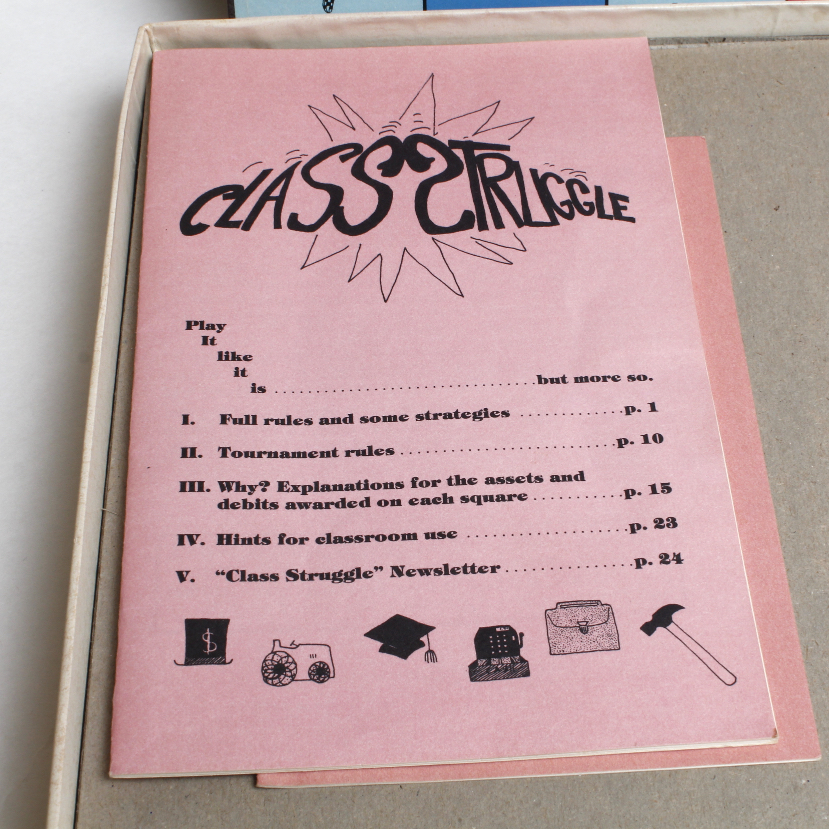 CLASS STRUGGLE
Play
It
like
it
is ..............................but more so.
I. Full rules and some strategies ............p. 1
II. Tournament rules ........................p. 10
III. Why? Explanations for the assets and
debits awarded on each square ..........p. 15
IV. Hints for classroom use ..................p. 23
V. “Class Struggle” Newsletter ..............p. 24
$